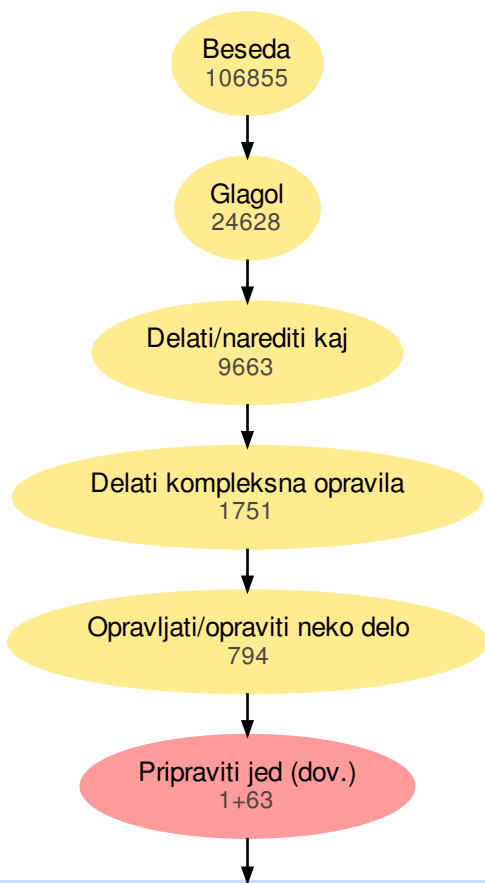 Beseda
106855
Glagol
24628
Delati/narediti kaj
9663
Delati kompleksna opravila
1751
Opravljati/opraviti neko delo
794
Pripraviti jed (dov.)
1+63